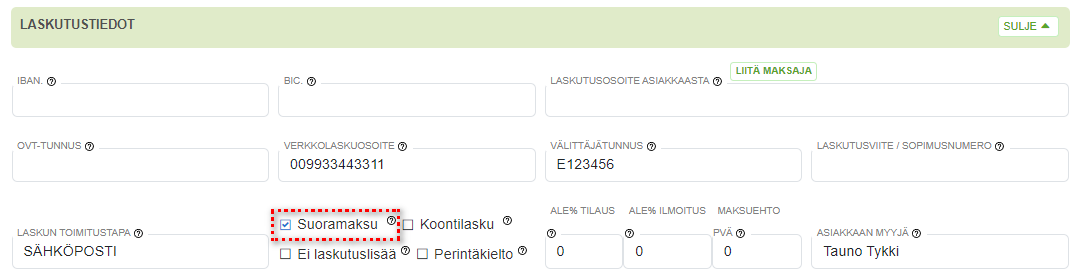 LASKUTUSTIEDOT
SULJE
LIITÄ MAKSAJA
IBAN. BIC. LASKUTUSOSOITE ASIAKKAASTA
OVT-TUNNUS VERKKOLASKUOSOITE VÄLITTÄJÄTUNNUS LASKUTUSVIITE / SOPIMUSNUMERO
009933443311 E123456
ALE% TILAUS ALE% ILMOITUS MAKSUEHTO
Suoramaksu Koontilasku
LASKUN TOIMITUSTAPA PVÄ ASIAKKAAN MYYJÄ
SÄHKÖPOSTI Ei laskutuslisää Perintäkielto 0 0 0 Tauno Tykki